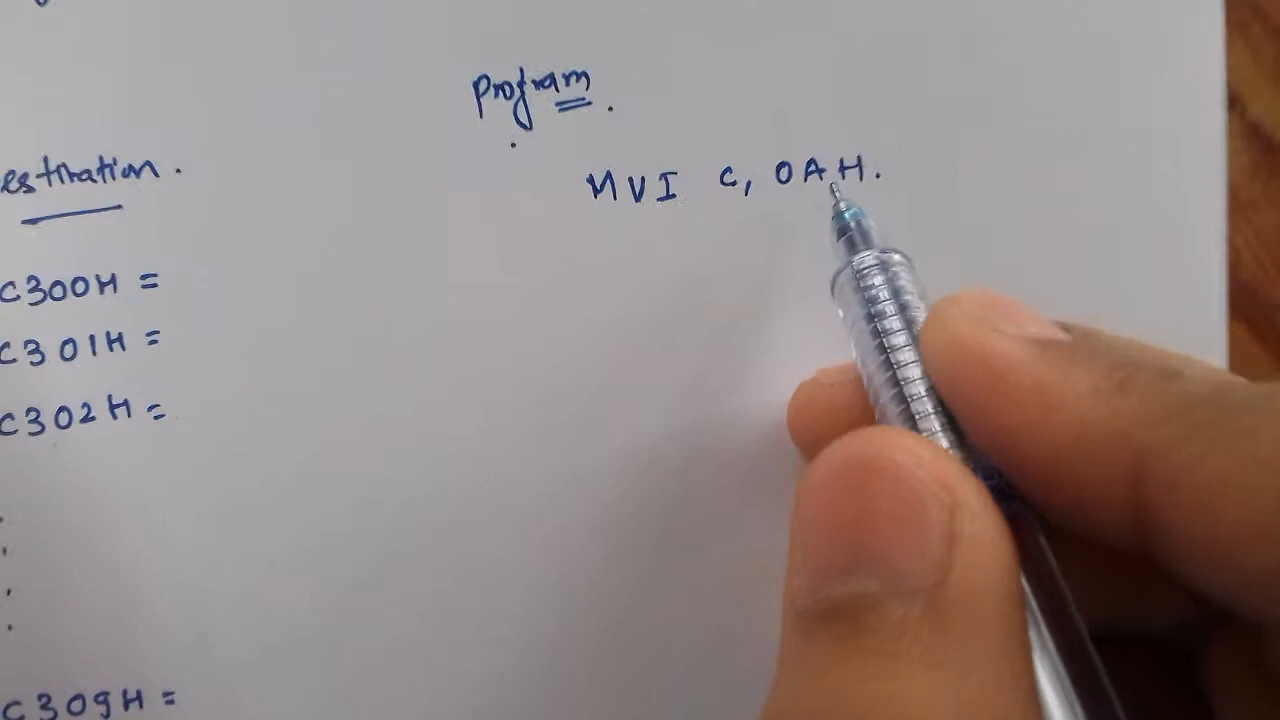 Program.
MVI C, 0AH.
estination.
C300H =
C301H =
C302H =
C309H =